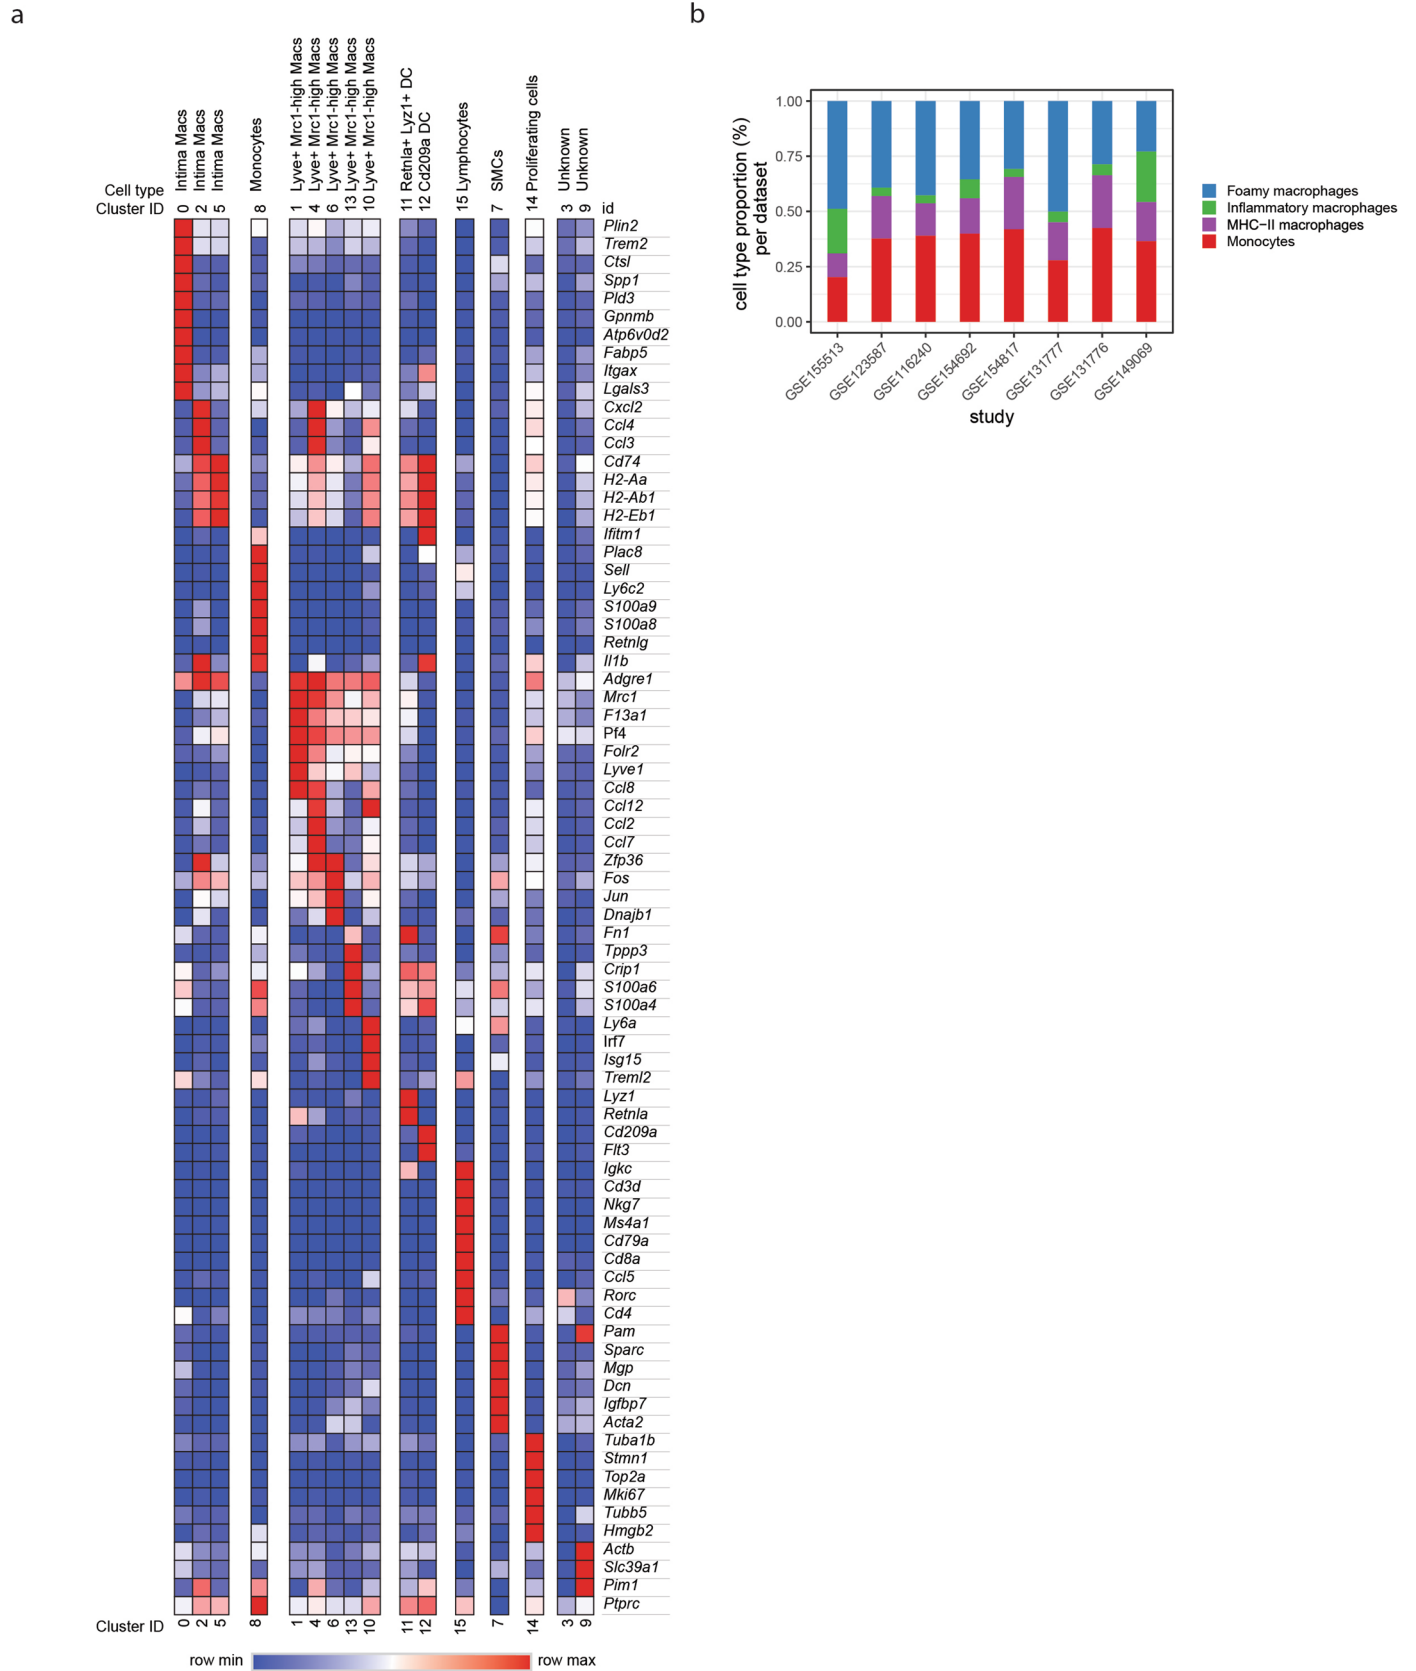 a
b
Cell type
Intima Macs
Intima Macs
Intima Macs
Monocytes
Lyve+ Mrc1-high Macs
Lyve+ Mrc1-high Macs
Lyve+ Mrc1-high Macs
Lyve+ Mrc1-high Macs
Lyve+ Mrc1-high Macs
11 Retnla+ Lyz1+ DC
12 Cd209a DC
15 Lymphocytes
SMCs
14 Proliferating cells
Unknown
Unknown
Cluster ID
0 2 5 8 1 4 6 13 10 7 3 9 id
Plin2
Trem2
Ctsl
Spp1
Pld3
Gpnmb
Atp6v0d2
Fabp5
Itgax
Lgals3
Cxcl2
Ccl4
Ccl3
Cd74
H2-Aa
H2-Ab1
H2-Eb1
Ifitm1
Plac8
Sell
Ly6c2
S100a9
S100a8
Retnlg
Il1b
Adgre1
Mrc1
F13a1
Pf4
Folr2
Lyve1
Ccl8
Ccl12
Ccl2
Ccl7
Zfp36
Fos
Jun
Dnajb1
Fn1
Tppp3
Crip1
S100a6
S100a4
Ly6a
Irf7
Isg15
Treml2
Lyz1
Retnla
Cd209a
Flt3
Igkc
Cd3d
Nkg7
Ms4a1
Cd79a
Cd8a
Ccl5
Rorc
Cd4
Pam
Sparc
Mgp
Dcn
Igfbp7
Acta2
Tuba1b
Stmn1
Top2a
Mki67
Tubb5
Hmgb2
Actb
Slc39a1
Pim1
Ptprc
Cluster ID
0 2 5 8 1 4 6 13 10 11 12 15 7 14 3 9
row min
row max
cell type proportion (%)
per dataset
1.00
0.75
0.50
0.25
0.00
GSE155513
GSE123587
GSE116240
GSE154692
GSE154817
GSE131777
GSE131776
GSE149069
study
Foamy macrophages
Inflammatory macrophages
MHC−II macrophages
Monocytes